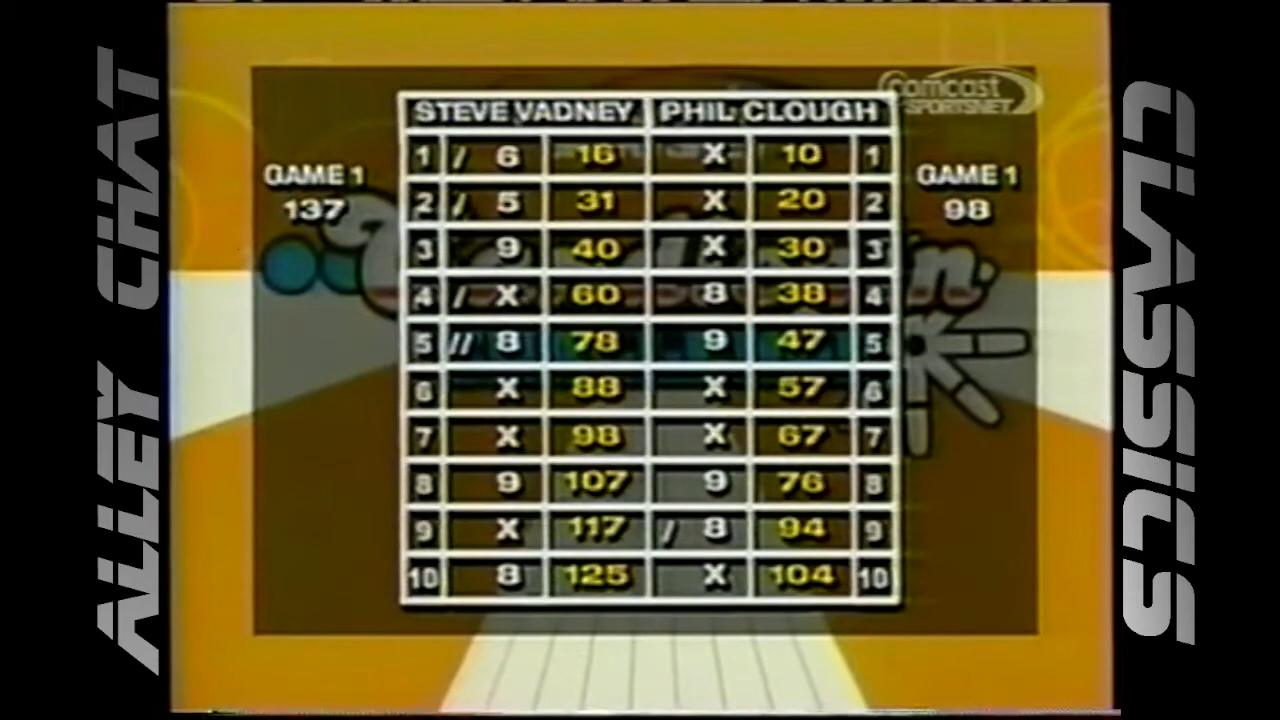 ALLEY CHAT
CLASSICS
comcast
SPORTSNET
STEVE VADNEY PHIL CLOUGH
GAME 1
137
GAME 1
98
1 / 6 16 X 10 1
2 / 5 31 X 20 2
3 9 40 X 30 3
4 / X 60 8 38 4
5 // 8 78 9 47 5
6 X 88 X 57 6
7 X 98 X 67 7
8 9 107 9 76 8
9 X 117 / 8 94 9
10 8 125 X 104 10